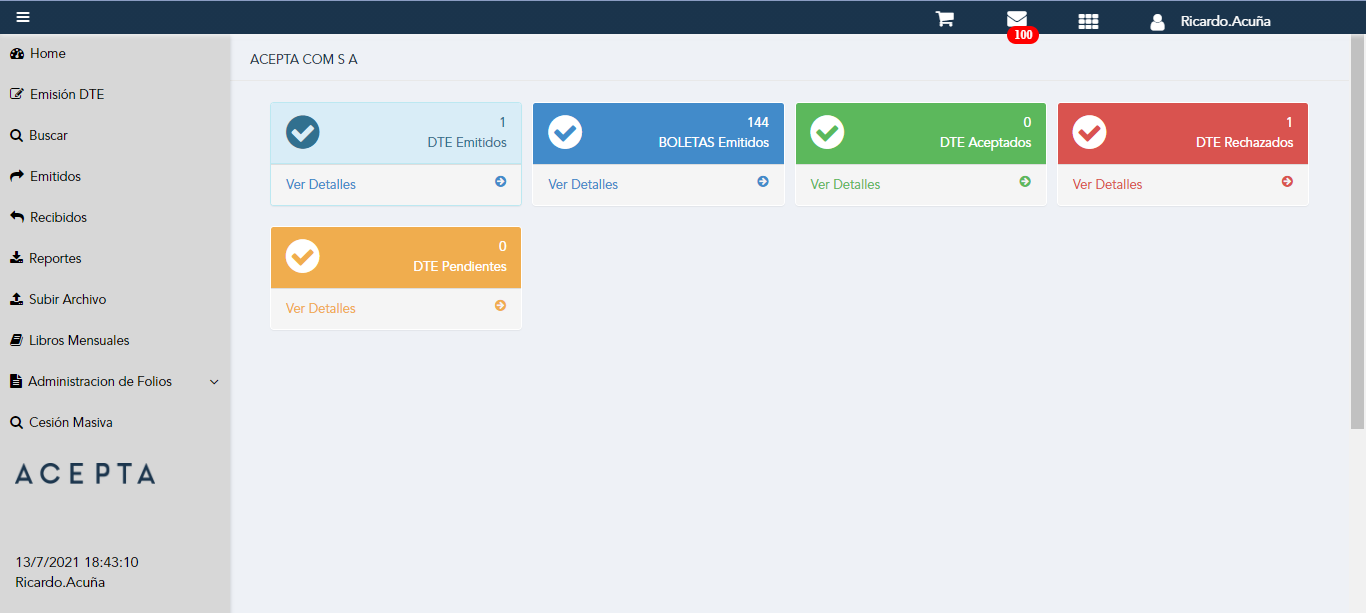 Ricardo.Acuña
100
Home
Emisión DTE
Buscar
Emitidos
Recibidos
Reportes
Subir Archivo
Libros Mensuales
Administracion de Folios
Cesión Masiva
ACEPTA
13/7/2021 18:43:10
Ricardo.Acuña
ACEPTA COM S A
1
DTE Emitidos
Ver Detalles
144
BOLETAS Emitidos
Ver Detalles
0
DTE Aceptados
Ver Detalles
1
DTE Rechazados
Ver Detalles
0
DTE Pendientes
Ver Detalles